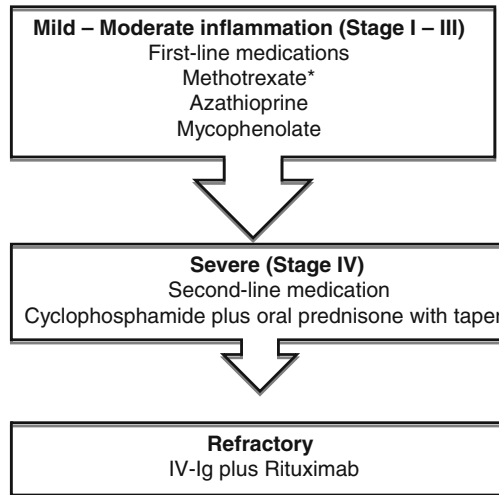 Mild – Moderate inflammation (Stage I – III)
First-line medications
Methotrexate*
Azathioprine
Mycophenolate
Severe (Stage IV)
Second-line medication
Cyclophosphamide plus oral prednisone with taper
Refractory
IV-Ig plus Rituximab